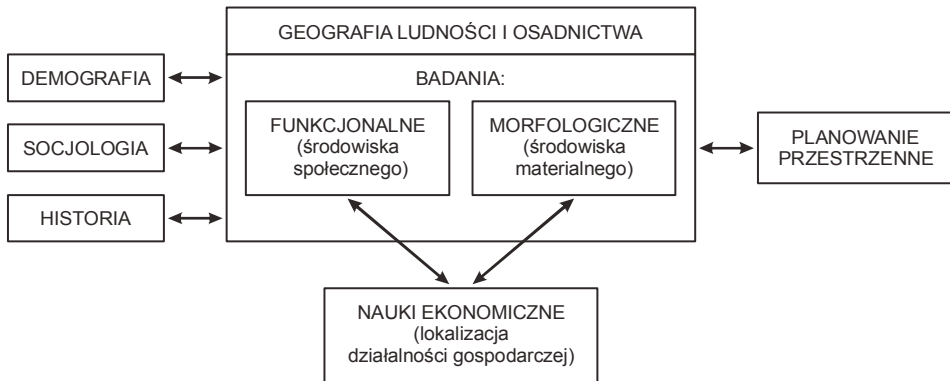 GEOGRAFIA LUDNOŚCI I OSADNICTWA
BADANIA:
DEMOGRAFIA
SOCJOLOGIA
HISTORIA
FUNKCJONALNE
(środowiska
społecznego)
MORFOLOGICZNE
(środowiska
materialnego)
PLANOWANIE
PRZESTRZENNE
NAUKI EKONOMICZNE
(lokalizacja
działalności gospodarczej)